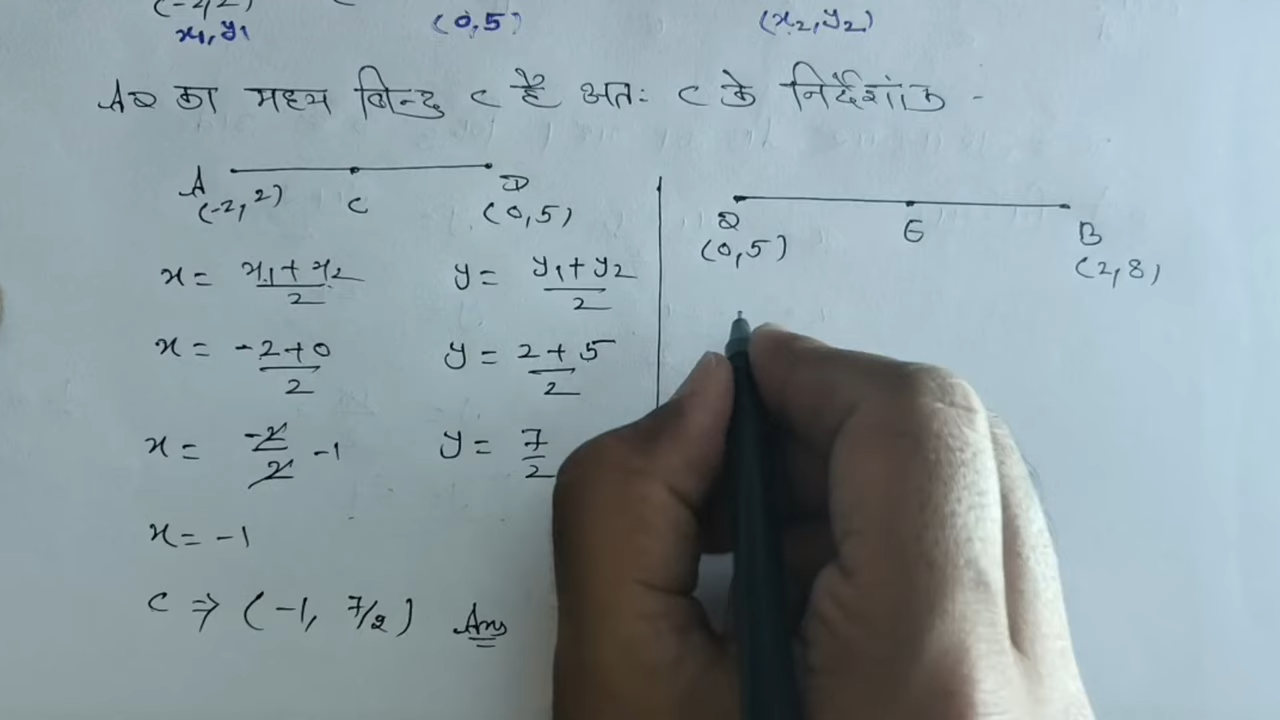 (-2,2)
x₁, y₁ (0,5) (x₂, y₂)
AD का मध्य बिन्दु C है अतः C के निर्देशांक -
A C D
(-2, 2) (0,5)
x = x₁ + x₂ / 2 y = y₁ + y₂ / 2
x = -2+0 / 2 y = 2+5 / 2
x = -2 / 2 -1 y = 7 / 2
x = -1
C ⇒ (-1, 7/2) Ans
D E B
(0,5) (2,8)